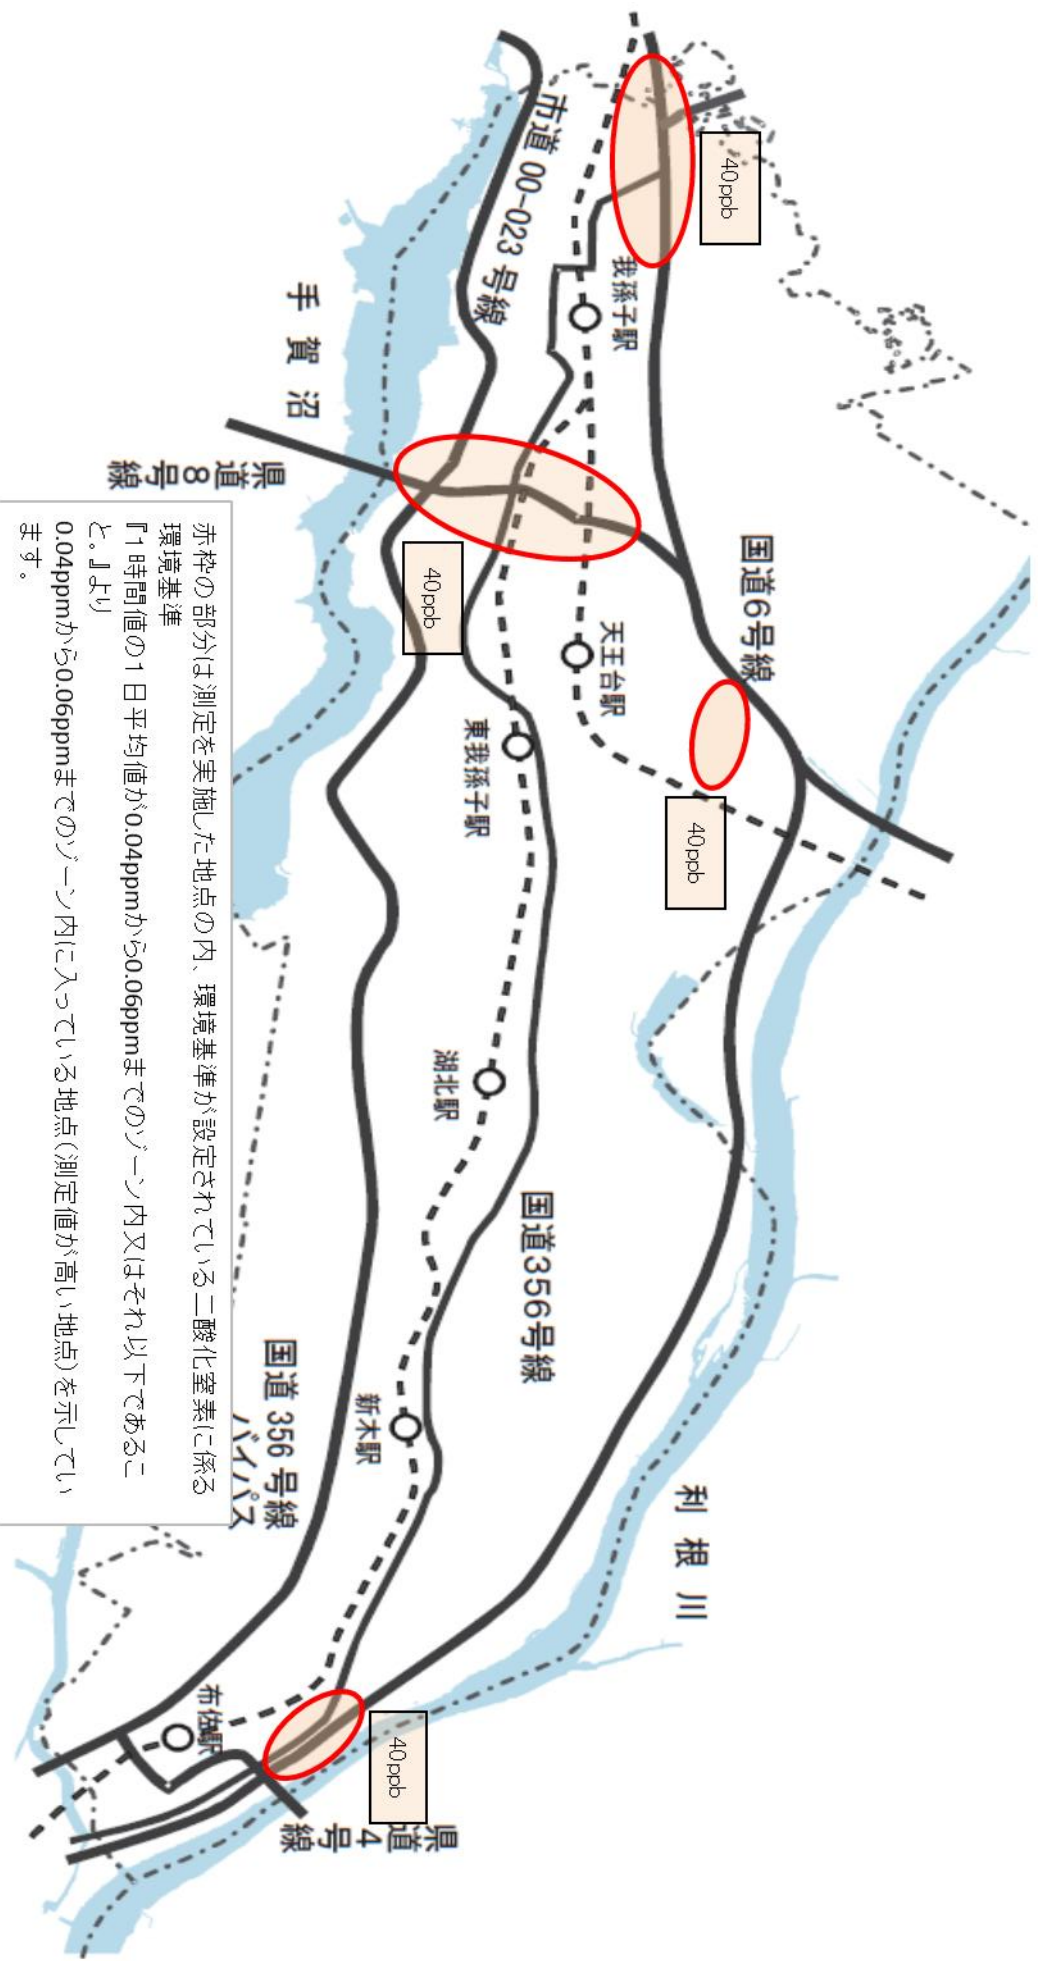 40ppb
我孫子駅
市道 00-023 号線
手賀沼
県道8号線
40ppb
国道6号線
天王台駅
東我孫子駅
40ppb
湖北駅
国道356号線
新木駅
国道 356 号線
バイパス
利根川
布佐駅
40ppb
県道4号線
赤枠の部分は測定を実施した地点の内、環境基準が設定されている二酸化窒素に係る
環境基準
『1時間値の1日平均値が0.04ppmから0.06ppmまでのゾーン内又はそれ以下であるこ
と。』より
0.04ppmから0.06ppmまでのゾーン内に入っている地点(測定値が高い地点)を示してい
ます。